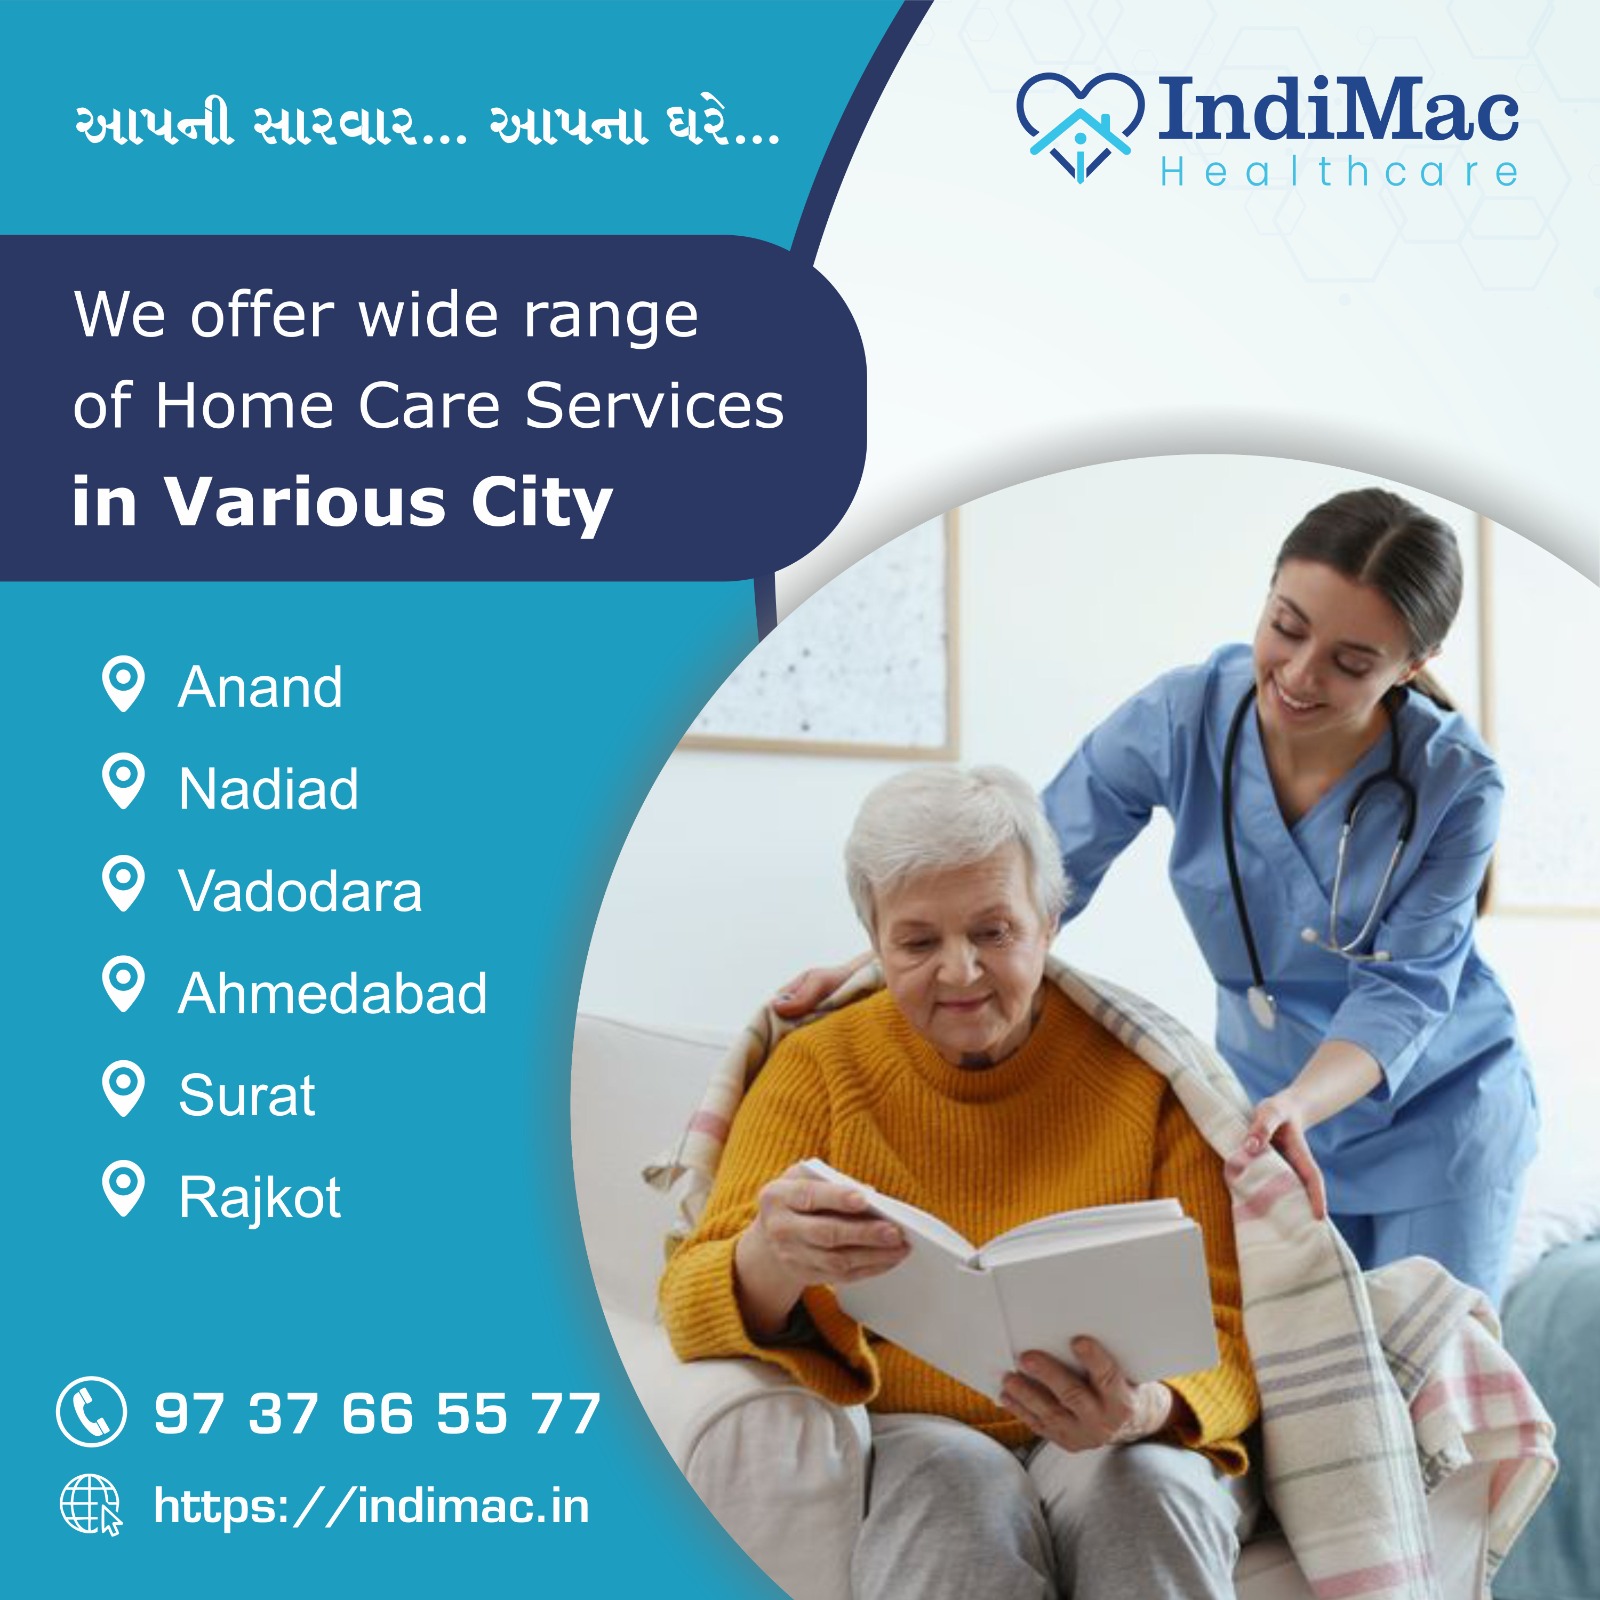 આપની સારવાર... આપના ઘરે...
IndiMac
Healthcare
We offer wide range
of Home Care Services
in Various City
Anand
Nadiad
Vadodara
Ahmedabad
Surat
Rajkot
97 37 66 55 77
https://indimac.in